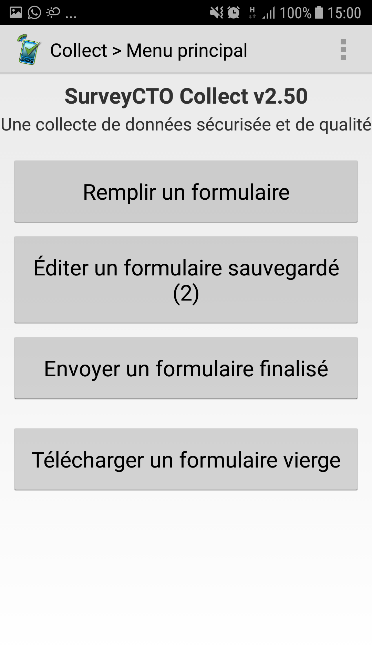 ... H 100% 15:00
Collect > Menu principal
SurveyCTO Collect v2.50
Une collecte de données sécurisée et de qualité
Remplir un formulaire
Éditer un formulaire sauvegardé
(2)
Envoyer un formulaire finalisé
Télécharger un formulaire vierge